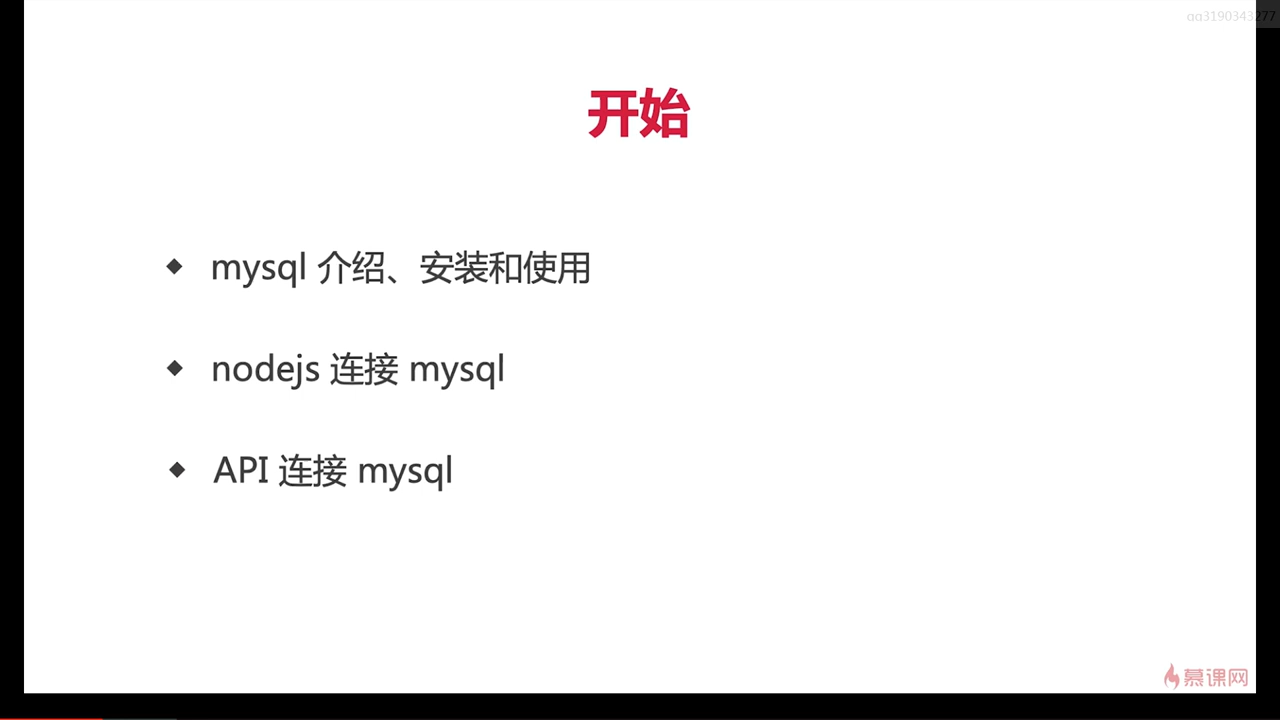 qq3190343277
开始
◆ mysql 介绍、安装和使用
◆ nodejs 连接 mysql
◆ API 连接 mysql
慕课网